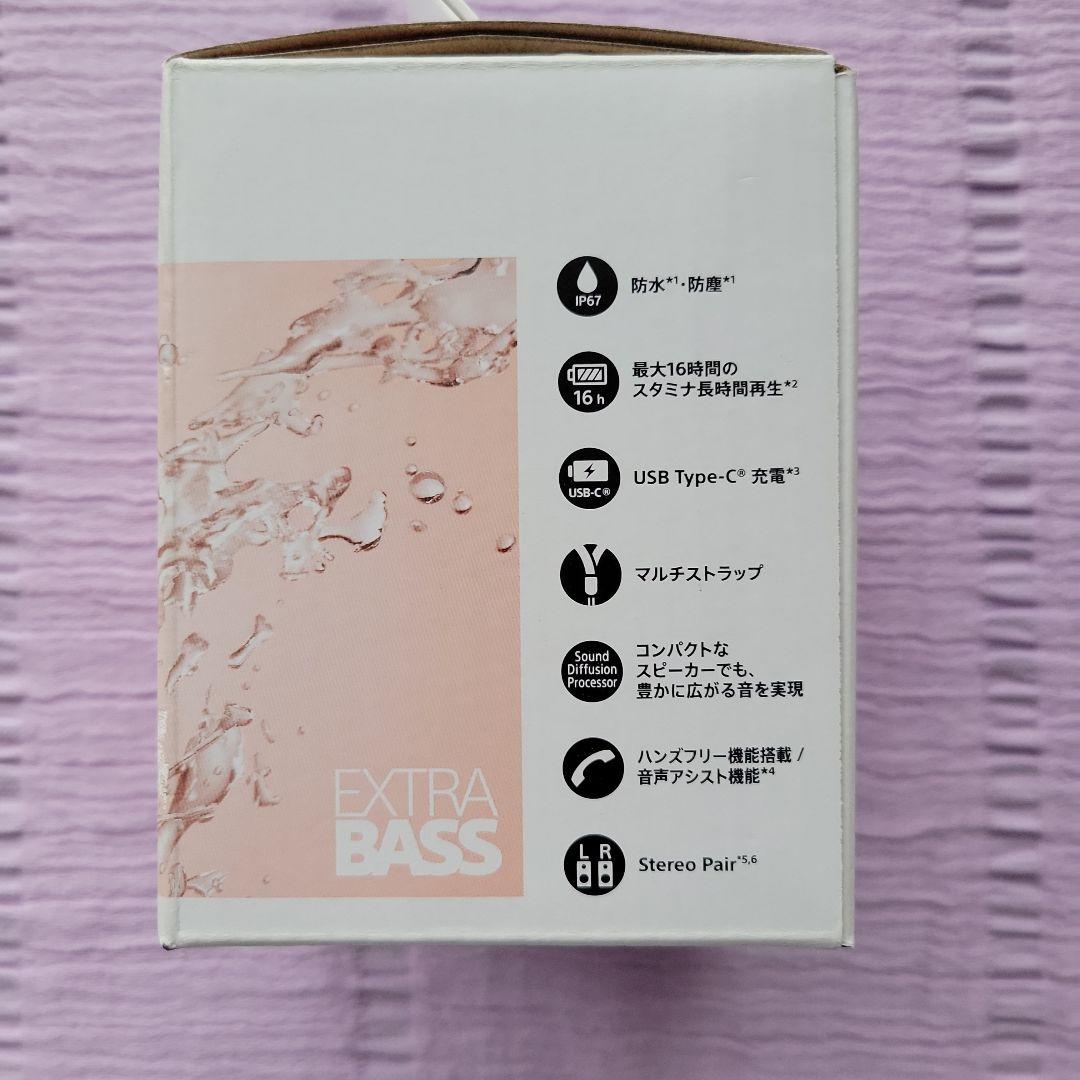 IP67
防水*1・防塵*1
16 h
最大16時間の
スタミナ長時間再生*2
USB-C®
USB Type-C® 充電*3
マルチストラップ
Sound
Diffusion
Processor
コンパクトな
スピーカーでも、
豊かに広がる音を実現
ハンズフリー機能搭載 /
音声アシスト機能*4
L R
Stereo Pair*5,6
EXTRA
BASS